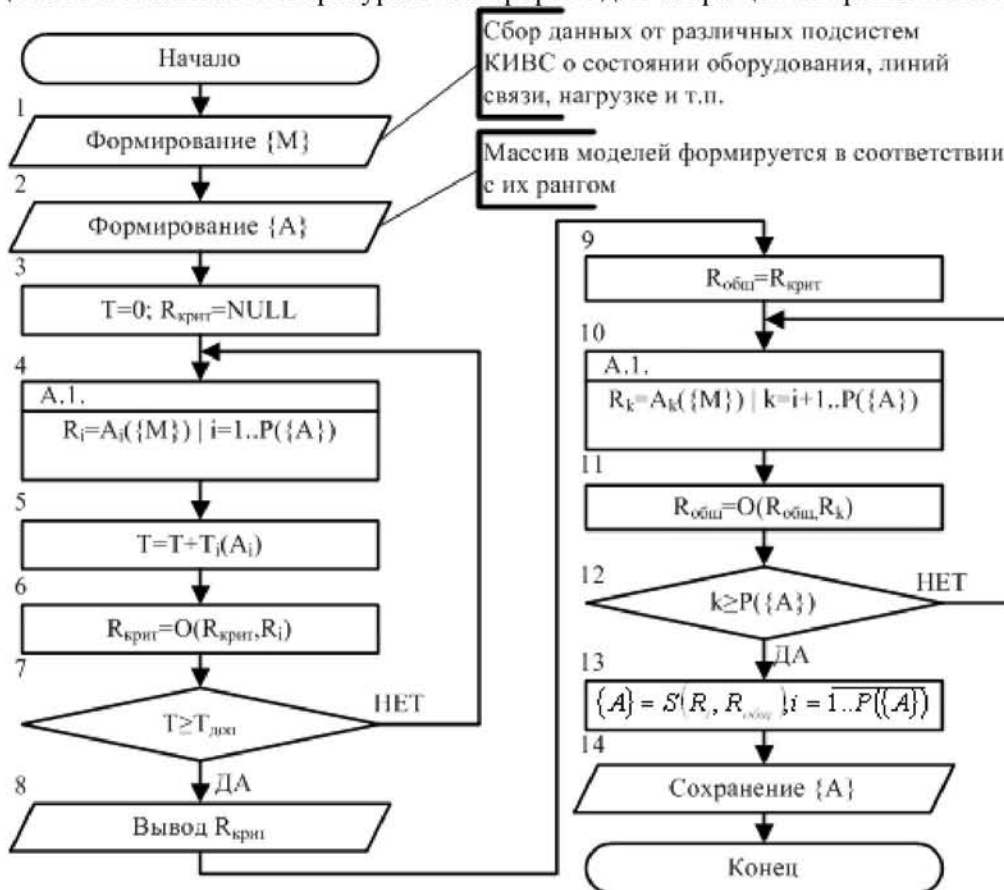 Начало
Сбор данных от различных подсистем
КИВС о состоянии оборудования, линий
связи, нагрузке и т.п.
1
Формирование {M}
Массив моделей формируется в соответствии
с их рангом
2
Формирование {A}
3
T=0; Rкрит=NULL
4
A.1.
Ri=Ai({M}) | i=1..P({A})
5
T=T+Ti(Ai)
6
Rкрит=O(Rкрит,Ri)
7
T≥Tдоп
НЕТ
ДА
8
Вывод Rкрит
9
Rобщ=Rкрит
10
A.1.
Rk=Ak({M}) | k=i+1..P({A})
11
Rобщ=O(Rобщ,Rk)
12
k≥P({A})
НЕТ
ДА
13
{A} = S(Ri, Rобщ), i = 1..P({A})
14
Сохранение {A}
Конец